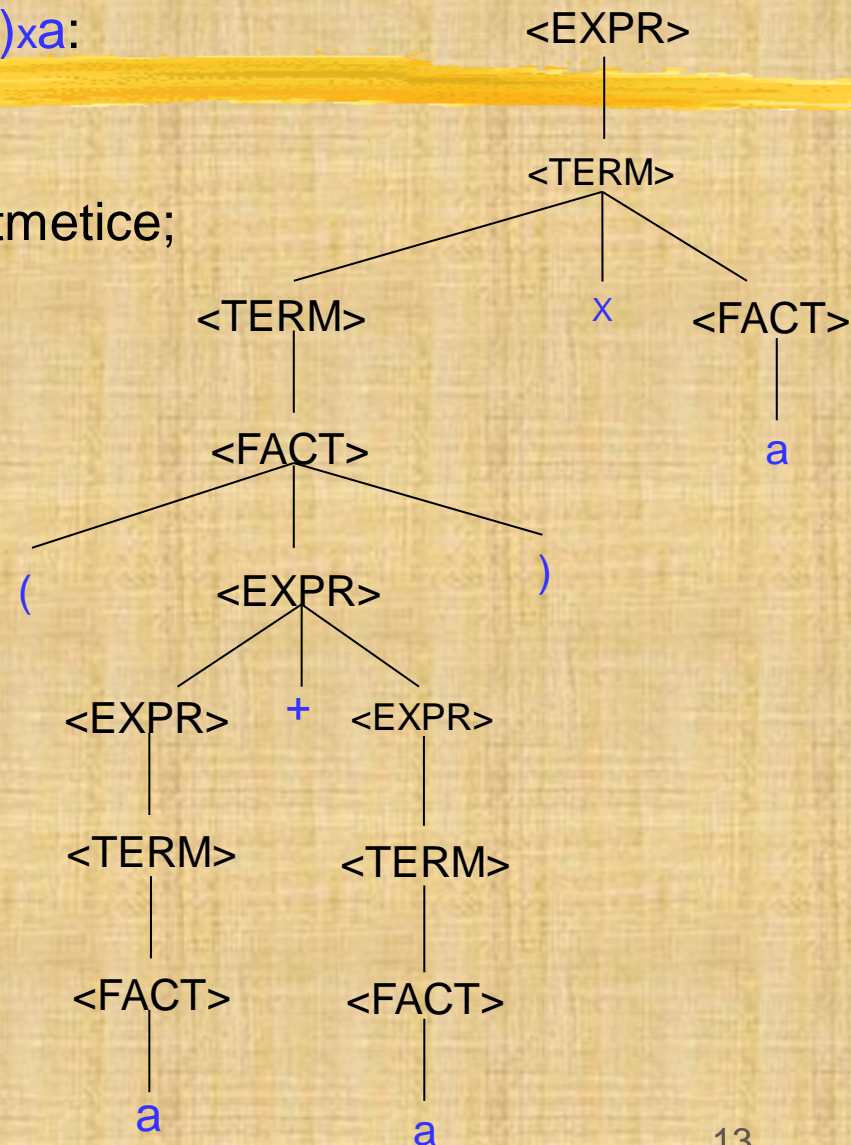 )xa:
<EXPR>
<TERM>
tmetice;
<TERM> x <FACT>
<FACT> a
( <EXPR> )
<EXPR> + <EXPR>
<TERM> <TERM>
<FACT> <FACT>
a a
13